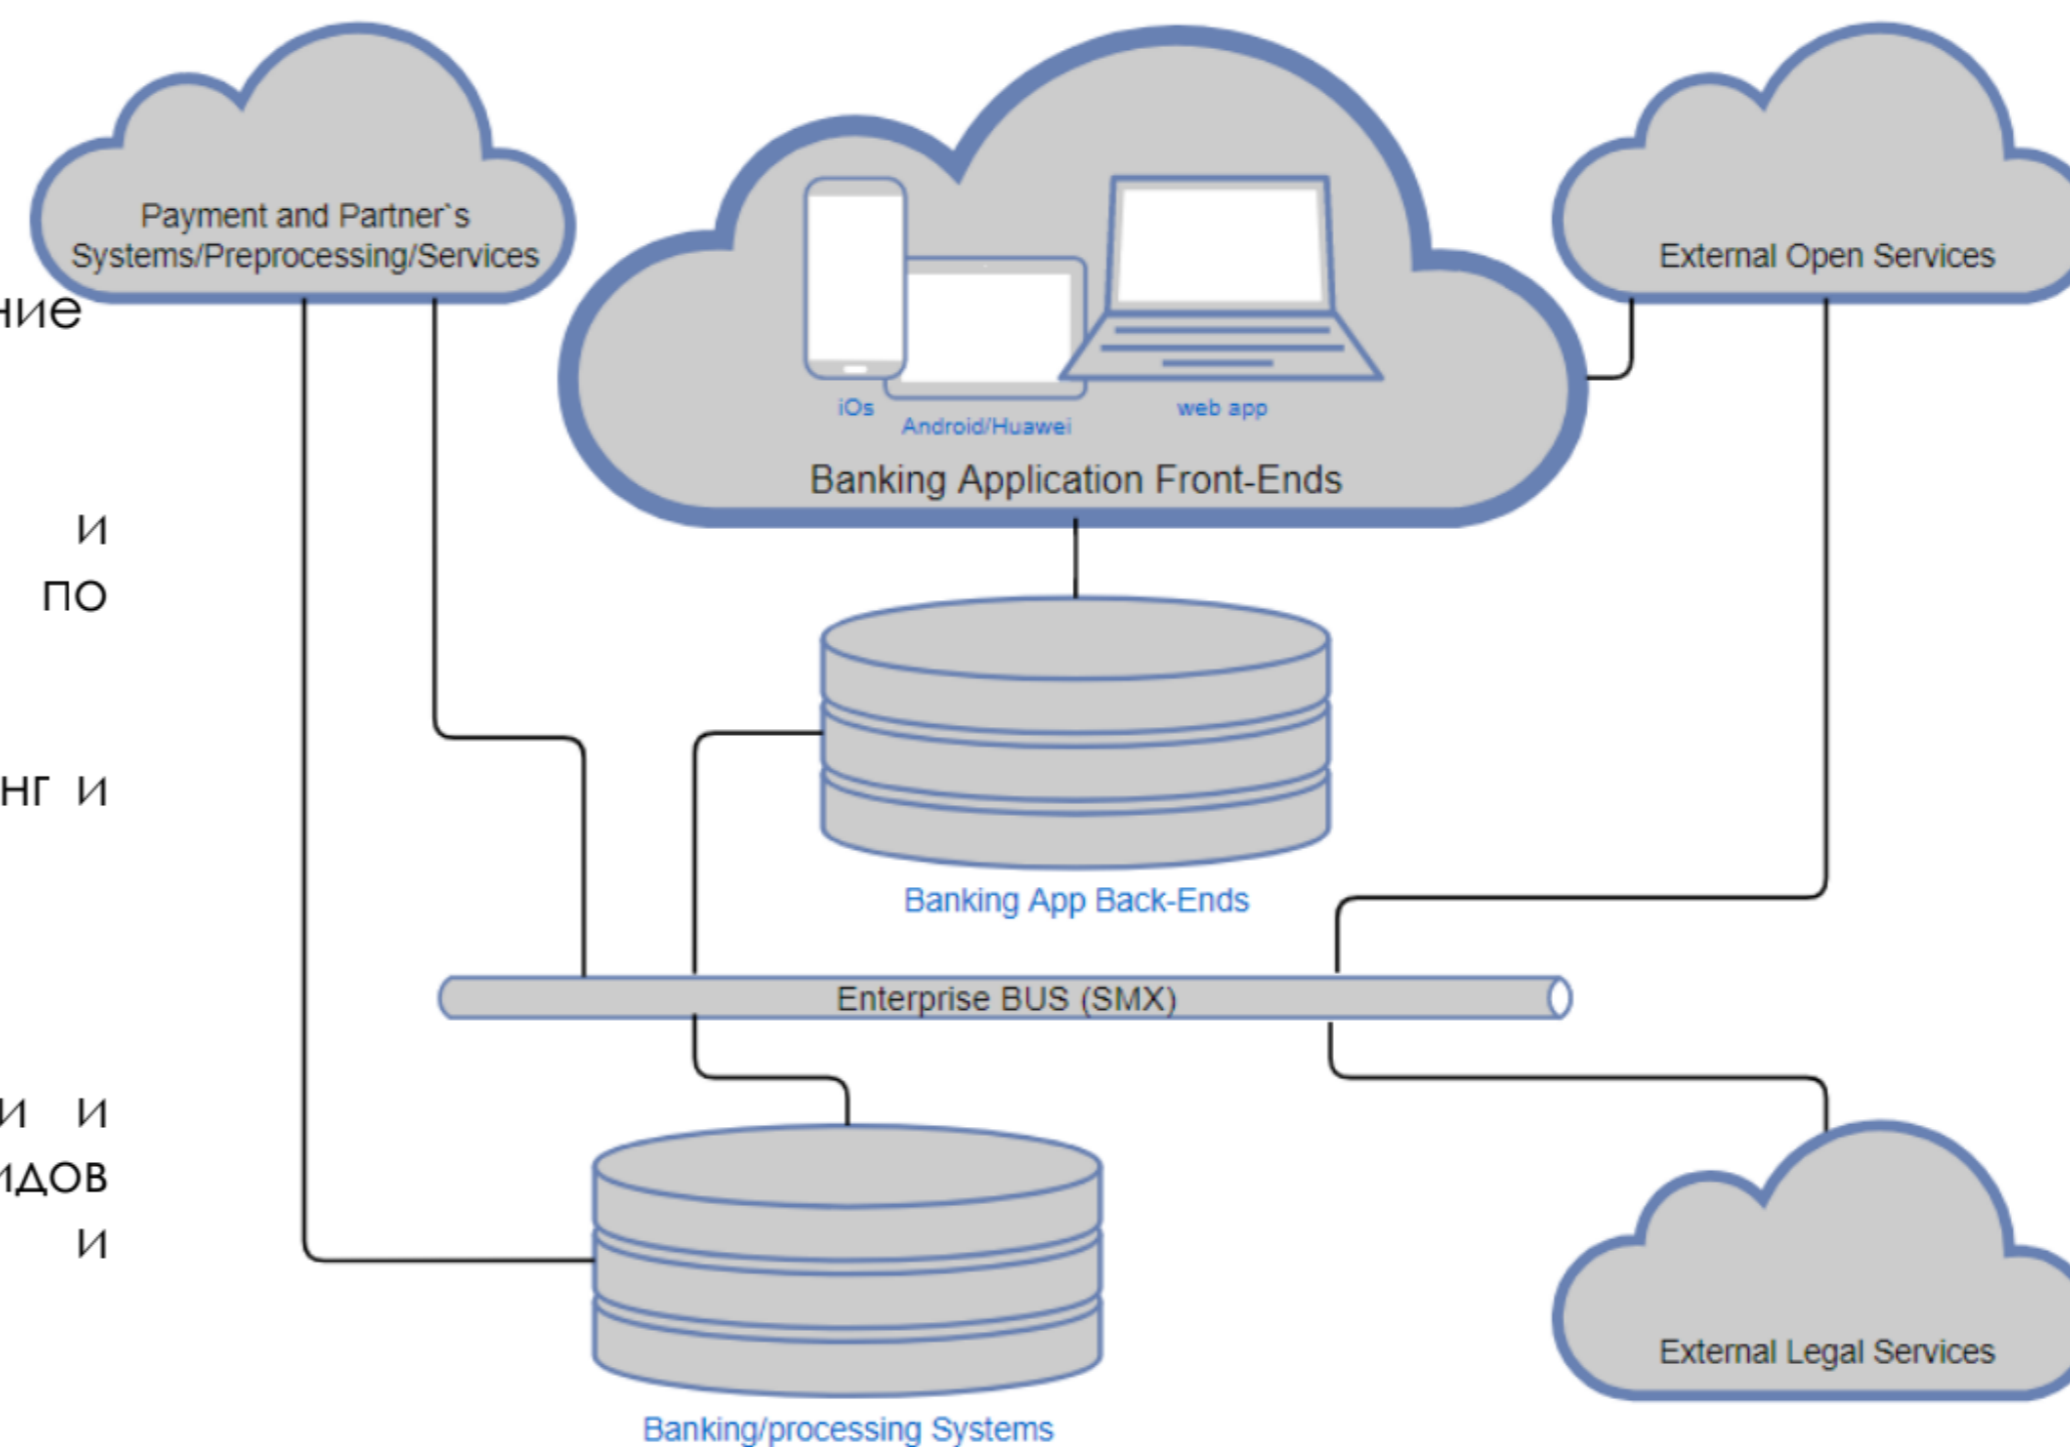 Payment and Partner`s
Systems/Preprocessing/Services
External Open Services
iOs
Android/Huawei
web app
Banking Application Front-Ends
Banking App Back-Ends
Enterprise BUS (SMX)
External Legal Services
Banking/processing Systems
ние
и
по
нг и
и и
идов
и